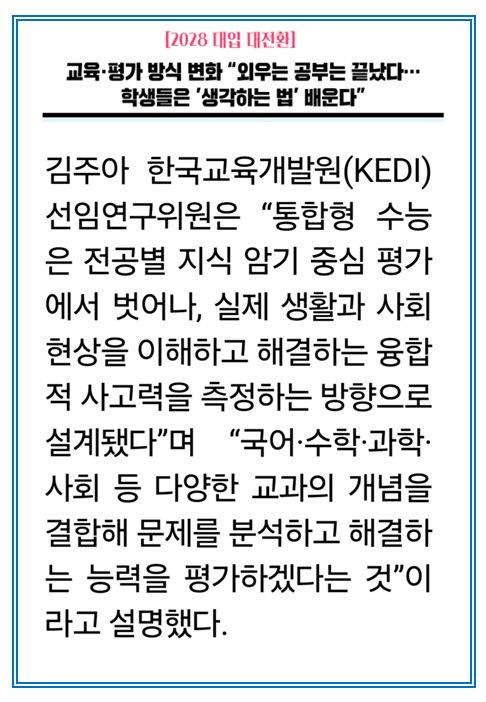 [2028 대입 대전환]
교육·평가 방식 변화 “외우는 공부는 끝났다…
학생들은 ‘생각하는 법’ 배운다”
김주아 한국교육개발원(KEDI)
선임연구위원은 “통합형 수능
은 전공별 지식 암기 중심 평가
에서 벗어나, 실제 생활과 사회
현상을 이해하고 해결하는 융합
적 사고력을 측정하는 방향으로
설계됐다”며 “국어·수학·과학·
사회 등 다양한 교과의 개념을
결합해 문제를 분석하고 해결하
는 능력을 평가하겠다는 것”이
라고 설명했다.